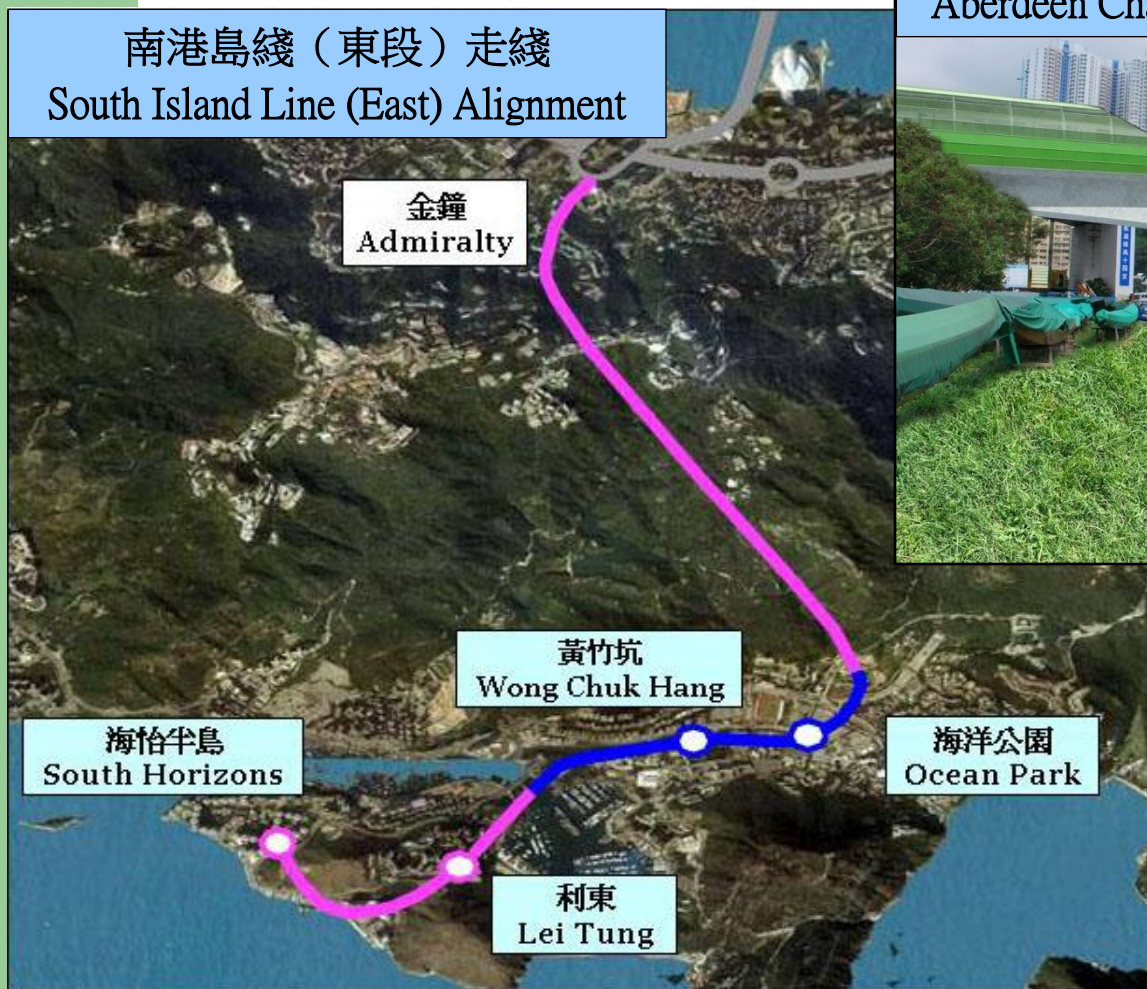 南港島綫（東段）走綫
South Island Line (East) Alignment
金鐘
Admiralty
黃竹坑
Wong Chuk Hang
海怡半島
South Horizons
海洋公園
Ocean Park
利東
Lei Tung
Aberdeen